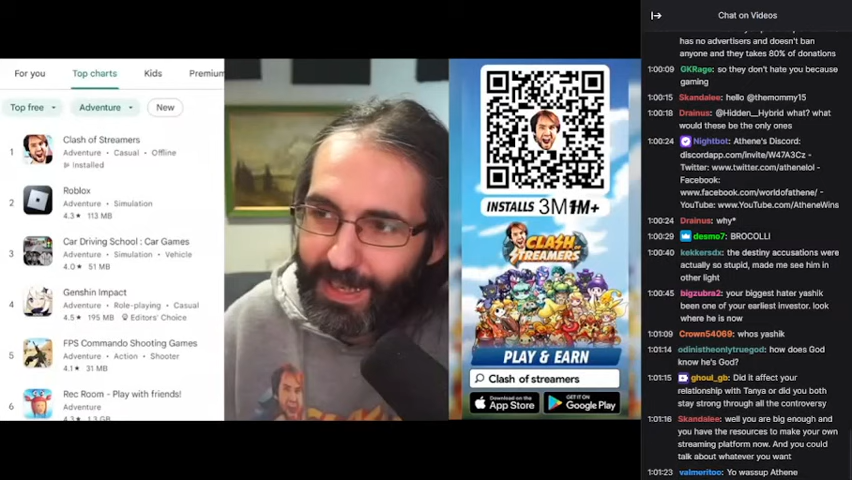 For you
Top charts
Kids
Premium
Top free
Adventure
New
1
Clash of Streamers
Adventure • Casual • Offline
Installed
2
Roblox
Adventure • Simulation
4.3★ 113 MB
3
Car Driving School : Car Games
Adventure • Simulation • Vehicle
4.0★ 51 MB
4
Genshin Impact
Adventure • Role-playing • Casual
4.5★ 195 MB Editors' Choice
5
FPS Commando Shooting Games
Adventure • Action • Shooter
4.1★ 31 MB
6
Rec Room - Play with friends!
Adventure
4.3★ 1.3 GB
INSTALLS 3M
CLASH OF
STREAMERS
PLAY & EARN
Clash of streamers
Download on the
App Store
GET IT ON
Google Play
Chat on Videos
has no advertisers and doesn't ban
anyone and they takes 80% of donations
1:00:09 GKRage: so they don't hate you because
gaming
1:00:15 Skandalee: hello @themommy15
1:00:18 Drainus: @Hidden__Hybrid what? what
would these be the only ones
1:00:24 Nightbot: Athene's Discord:
discordapp.com/invite/W47A3Cz -
Twitter: www.twitter.com/athenelol -
Facebook:
www.facebook.com/worldofathene/ -
YouTube: www.YouTube.com/AtheneWins
1:00:24 Drainus: why*
1:00:29 desmo7: BROCOLLI
1:00:40 kekkersdx: the destiny accusations were
actually so stupid, made me see him in
other light
1:00:45 bigzubra2: your biggest hater yashik
been one of your earliest investor. look
where he is now
1:01:09 Crown54069: whos yashik
1:01:14 odinistheonlytruegod: how does God
know he's God?
1:01:15 ghoul_gb: Did it affect your
relationship with Tanya or did you both
stay strong through all the controversy
1:01:16 Skandalee: well you are big enough and
you have the resources to make your own
streaming platform now. And you could
talk about whatever you want
1:01:23 valmeritoo: Yo wassup Athene